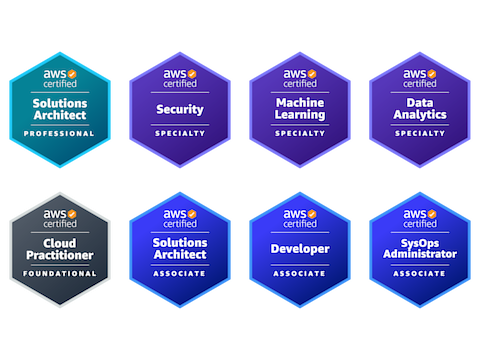 aws
certified
Solutions
Architect
PROFESSIONAL
aws
certified
Security
SPECIALTY
aws
certified
Machine
Learning
SPECIALTY
aws
certified
Data
Analytics
SPECIALTY
aws
certified
Cloud
Practitioner
FOUNDATIONAL
aws
certified
Solutions
Architect
ASSOCIATE
aws
certified
Developer
ASSOCIATE
aws
certified
SysOps
Administrator
ASSOCIATE